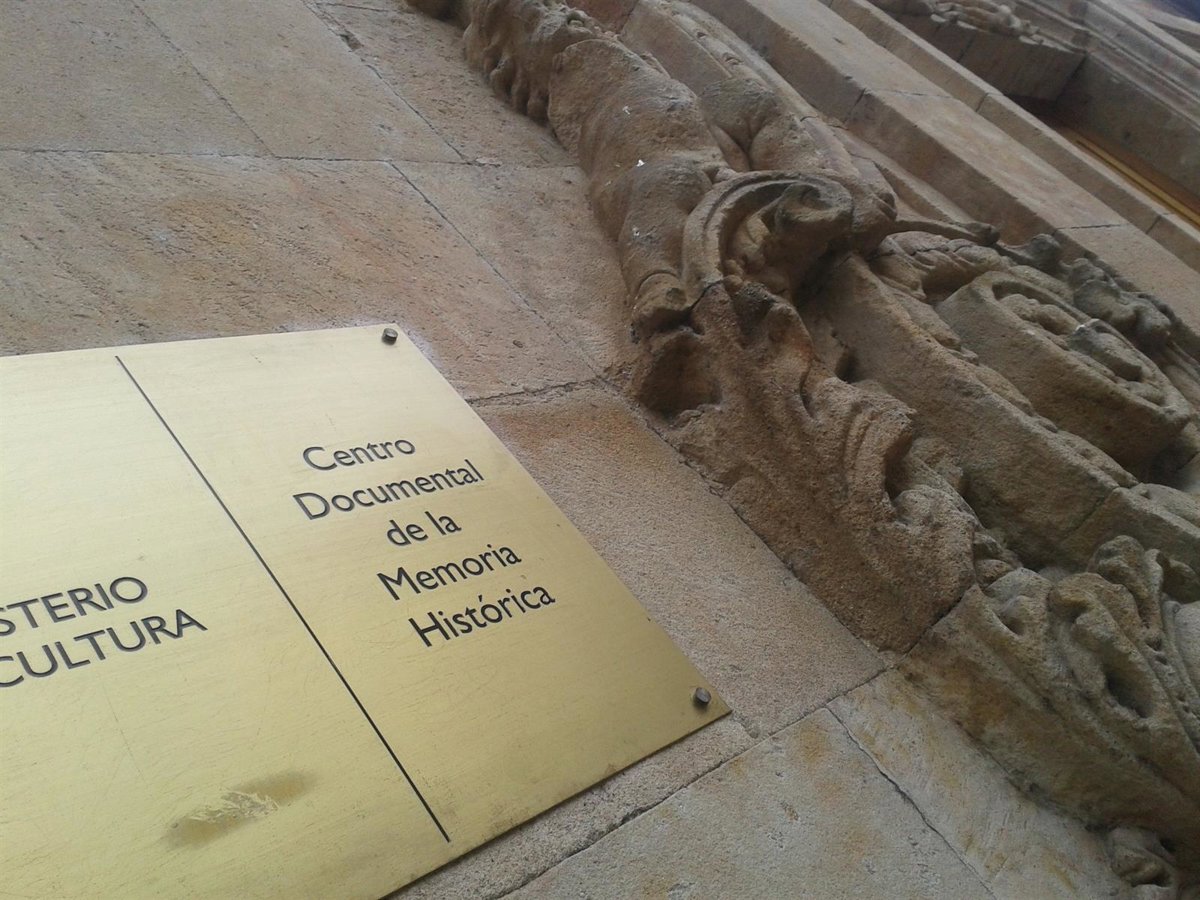 STERIO
CULTURA
Centro
Documental
de la
Memoria
Histórica